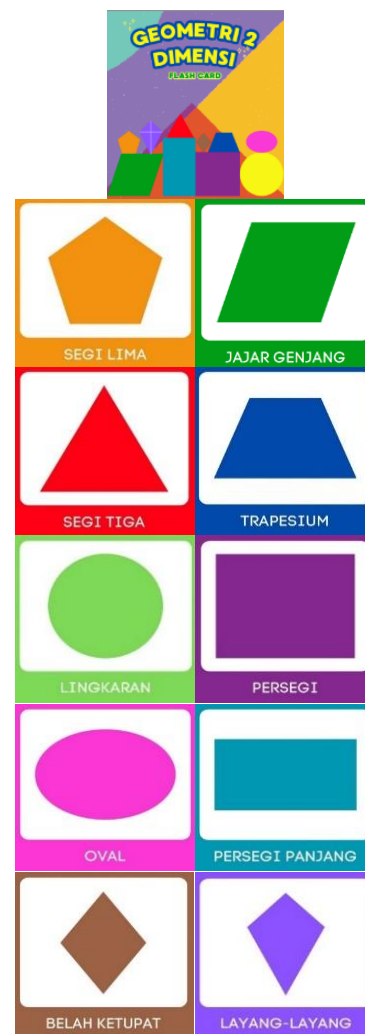 GEOMETRI 2
DIMENSI
FLASH CARD
SEGI LIMA
JAJAR GENJANG
SEGI TIGA
TRAPESIUM
LINGKARAN
PERSEGI
OVAL
PERSEGI PANJANG
BELAH KETUPAT
LAYANG-LAYANG